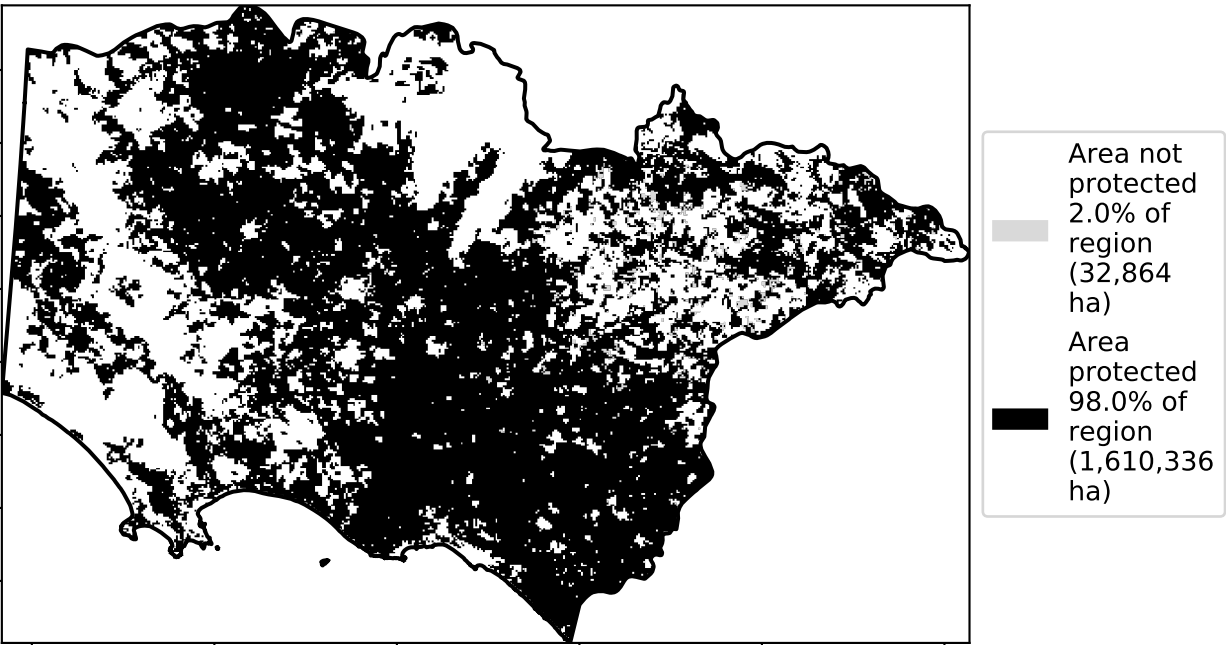 Area not
protected
2.0% of
region
(32,864
ha)
Area
protected
98.0% of
region
(1,610,336
ha)